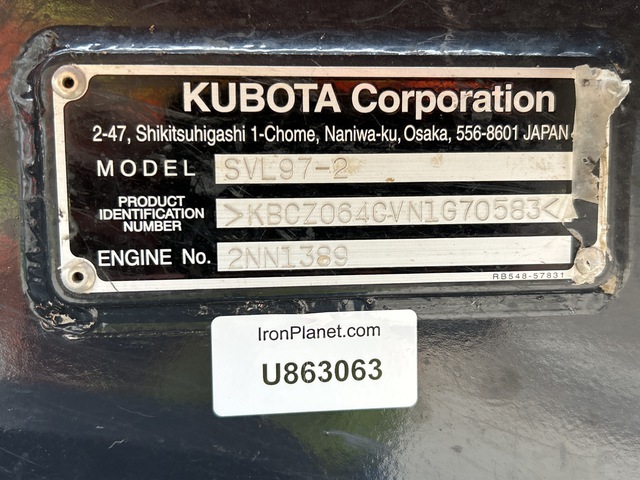 KUBOTA Corporation
2-47, Shikitsuhigashi 1-Chome, Naniwa-ku, Osaka, 556-8601 JAPAN
MODEL SVL97-2
PRODUCT IDENTIFICATION NUMBER >KBCZ064CVN1G70583<
ENGINE No. 2NN1389
RB548-57831
IronPlanet.com
U863063